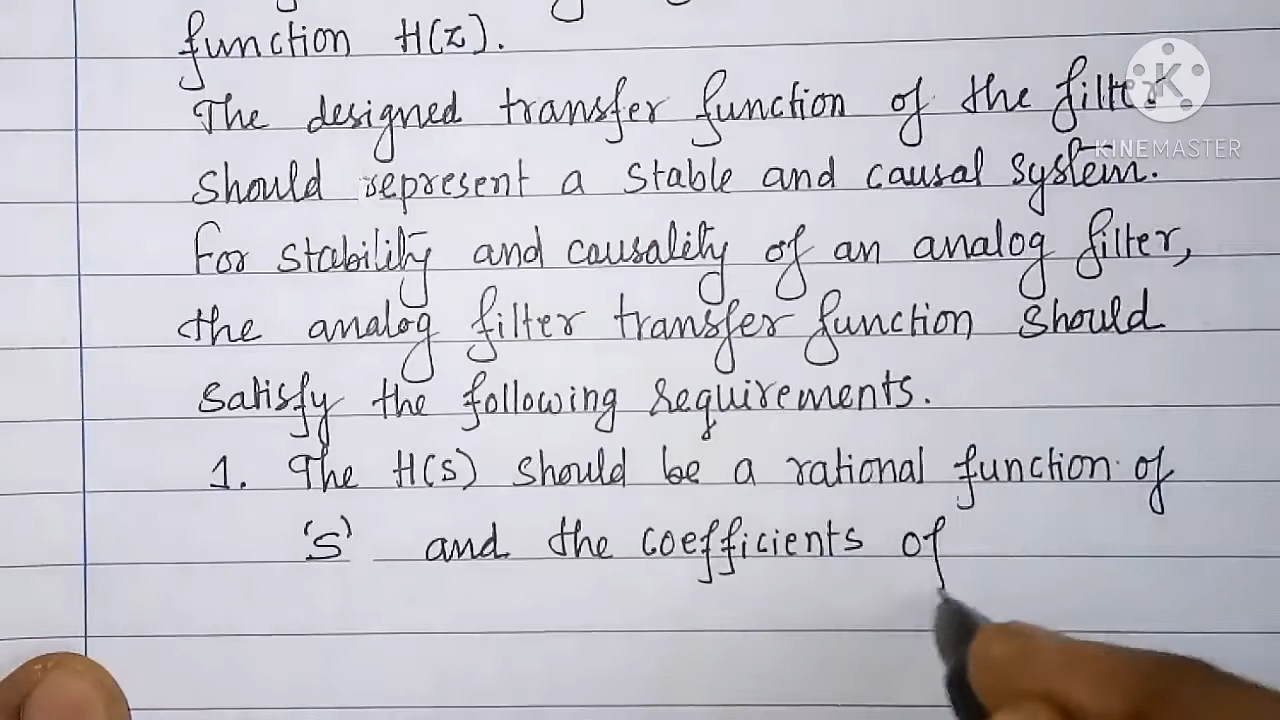 function H(z).
The designed transfer function of the filter
KINEMASTER
should represent a stable and causal system.
For stability and causality of an analog filter,
the analog filter transfer function should
satisfy the following requirements.
1. The H(s) should be a rational function of
's' and the coefficients of